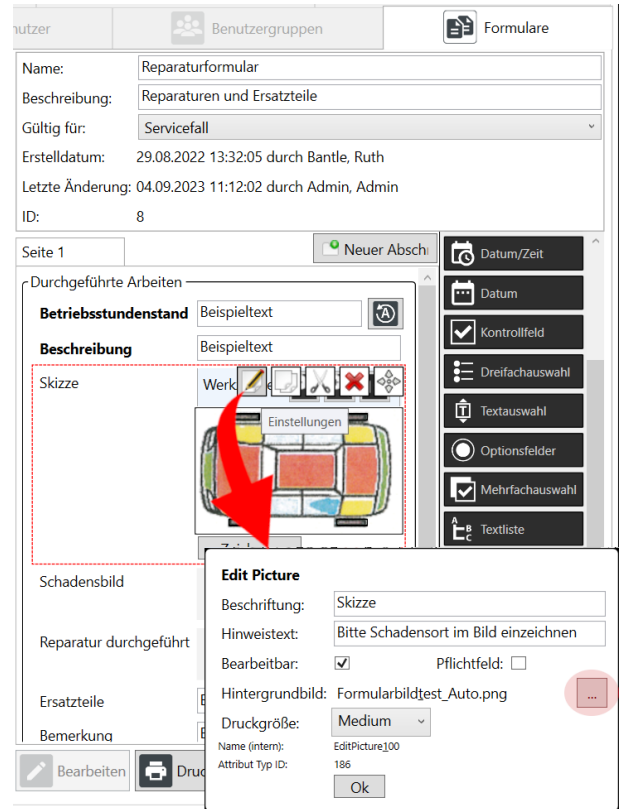 Benutzergruppen
Formulare
Name: Reparaturformular
Beschreibung: Reparaturen und Ersatzteile
Gültig für: Servicefall
Erstelldatum: 29.08.2022 13:32:05 durch Bantle, Ruth
Letzte Änderung: 04.09.2023 11:12:02 durch Admin, Admin
ID: 8
Seite 1
Neuer Abschi
Datum/Zeit
Durchgeführte Arbeiten
Datum
Betriebsstundenstand Beispieltext
Kontrollfeld
Beschreibung Beispieltext
Dreifachauswahl
Skizze
Werk
Textauswahl
Einstellungen
Optionsfelder
Mehrfachauswahl
Textliste
Schadensbild
Reparatur durchgeführt
Ersatzteile
Bemerkung
Bearbeiten
Edit Picture
Beschriftung: Skizze
Hinweistext: Bitte Schadensort im Bild einzeichnen
Bearbeitbar: Pflichtfeld:
Hintergrundbild: Formularbildtest_Auto.png ...
Druckgröße: Medium
Name (intern): EditPicture100
Attribut Typ ID: 186
Ok